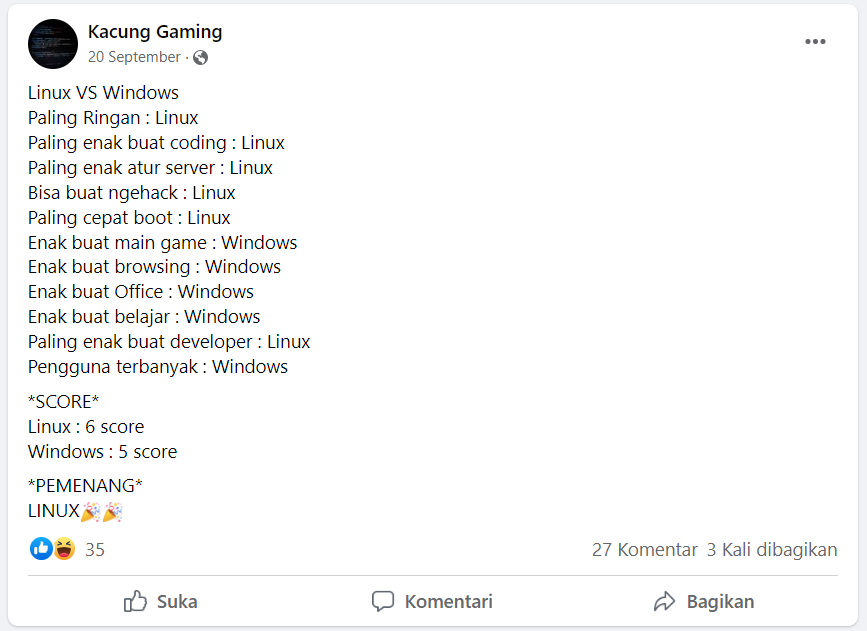 Kacung Gaming
20 September ·
Linux VS Windows
Paling Ringan : Linux
Paling enak buat coding : Linux
Paling enak atur server : Linux
Bisa buat ngehack : Linux
Paling cepat boot : Linux
Enak buat main game : Windows
Enak buat browsing : Windows
Enak buat Office : Windows
Enak buat belajar : Windows
Paling enak buat developer : Linux
Pengguna terbanyak : Windows
*SCORE*
Linux : 6 score
Windows : 5 score
*PEMENANG*
LINUX🎉🎉
35 27 Komentar 3 Kali dibagikan
Suka Komentari Bagikan